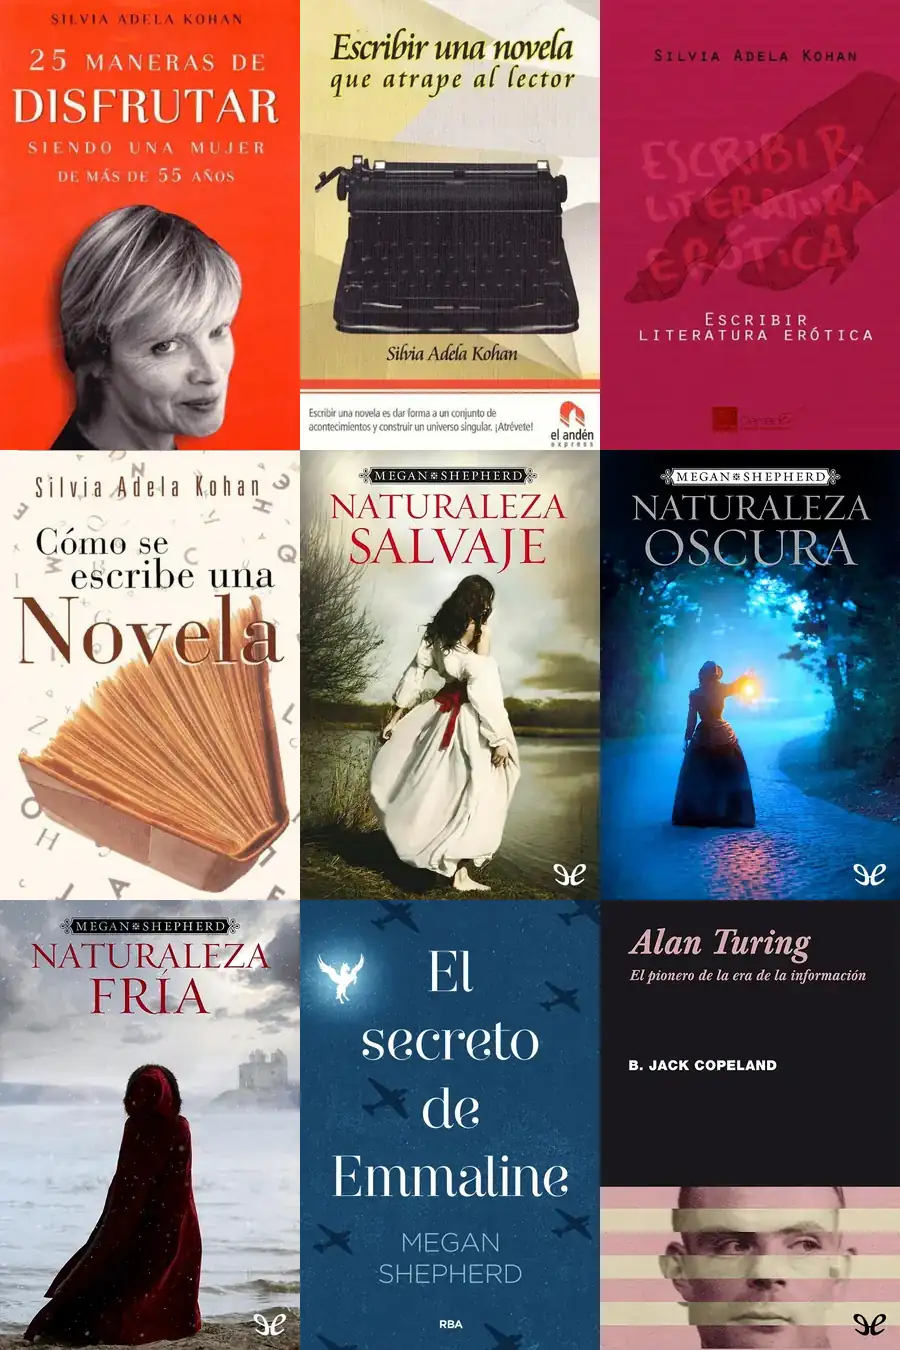 SILVIA ADELA KOHAN
25 MANERAS DE
DISFRUTAR
SIENDO UNA MUJER
DE MÁS DE 55 AÑOS
Escribir una novela
que atrape al lector
Silvia Adela Kohan
Escribir una novela es dar forma a un conjunto de
acontecimientos y construir un universo singular. ¡Atrévete!
el andén
express
SILVIA ADELA KOHAN
ESCRIBIR
LITERATURA
ERÓTICA
ESCRIBIR
LITERATURA ERÓTICA
Silvia Adela Kohan
Cómo se
escribe una
Novela
MEGAN SHEPHERD
NATURALEZA
SALVAJE
MEGAN SHEPHERD
NATURALEZA
OSCURA
MEGAN SHEPHERD
NATURALEZA
FRÍA
El
secreto
de
Emmaline
MEGAN
SHEPHERD
RBA
Alan Turing
El pionero de la era de la información
B. JACK COPELAND